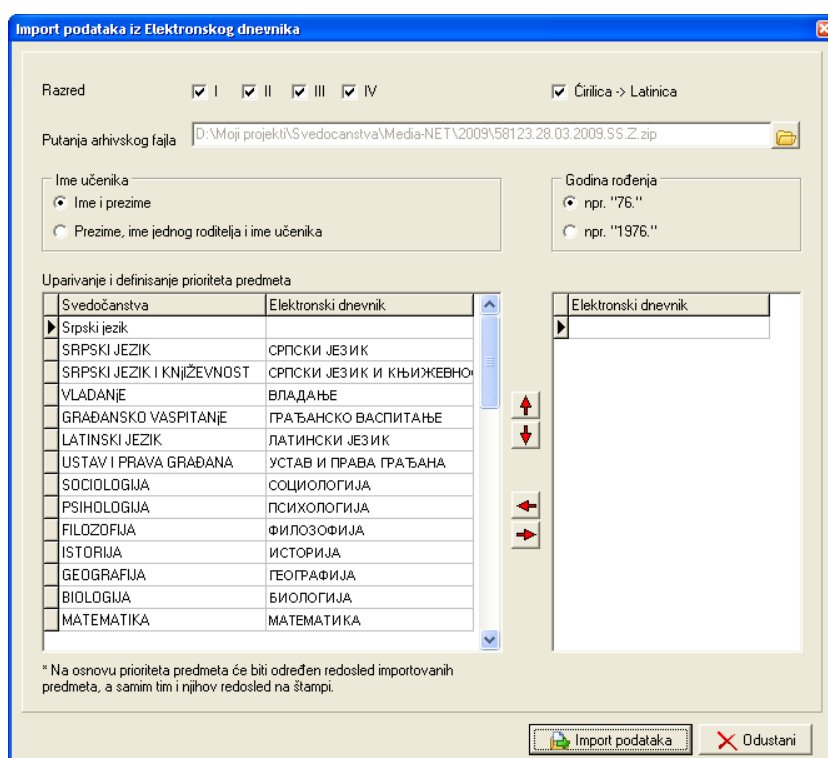 Import podataka iz Elektronskog dnevnika
Razred I II III IV Ćirilica -> Latinica
Putanja arhivskog fajla D:\Moji projekti\Svedocanstva\Media-NET\2009\58123.28.03.2009.SS.Z.zip
Ime učenika Godina rođenja
Ime i prezime npr. "76."
Prezime, ime jednog roditelja i ime učenika npr. "1976."
Uparivanje i definisanje prioriteta predmeta
Svedočanstva Elektronski dnevnik Elektronski dnevnik
Srpski jezik
SRPSKI JEZIK СРПСКИ ЈЕЗИК
SRPSKI JEZIK I KNjIŽEVNOST СРПСКИ ЈЕЗИК И КЊИЖЕВНО
VLADANjE ВЛАДАЊЕ
GRAĐANSKO VASPITANjE ГРАЂАНСКО ВАСПИТАЊЕ
LATINSKI JEZIK ЛАТИНСКИ ЈЕЗИК
USTAV I PRAVA GRAĐANA УСТАВ И ПРАВА ГРАЂАНА
SOCIOLOGIJA СОЦИОЛОГИЈА
PSIHOLOGIJA ПСИХОЛОГИЈА
FILOZOFIJA ФИЛОЗОФИЈА
ISTORIJA ИСТОРИЈА
GEOGRAFIJA ГЕОГРАФИЈА
BIOLOGIJA БИОЛОГИЈА
MATEMATIKA МАТЕМАТИКА
* Na osnovu prioriteta predmeta će biti određen redosled importovanih
predmeta, a samim tim i njihov redosled na štampi.
Import podataka Odustani